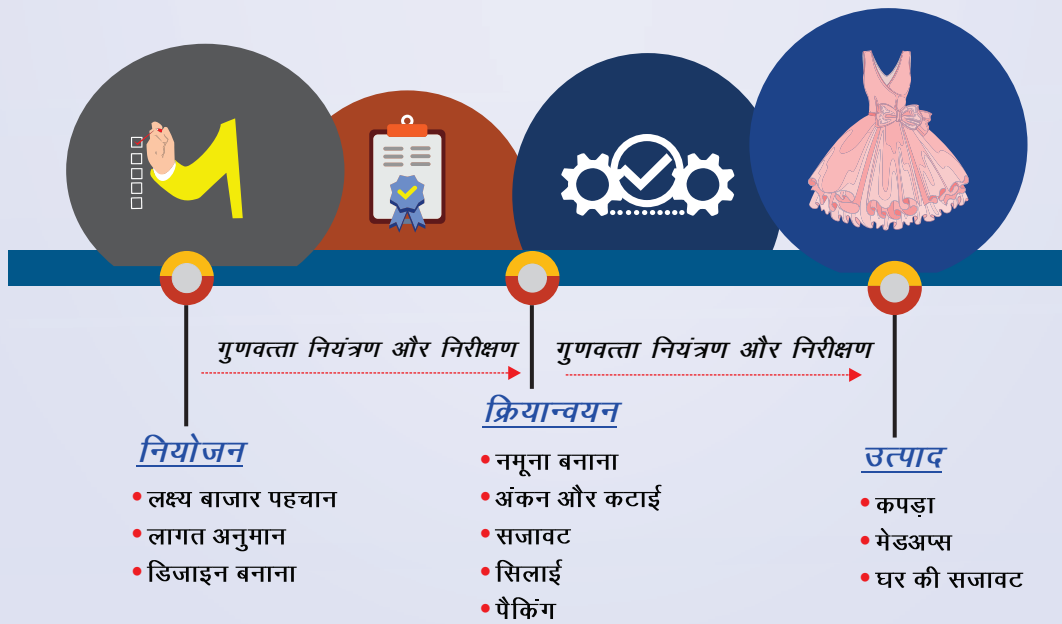 गुणवत्ता नियंत्रण और निरीक्षण
गुणवत्ता नियंत्रण और निरीक्षण
नियोजन
• लक्ष्य बाजार पहचान
• लागत अनुमान
• डिजाइन बनाना
क्रियान्वयन
• नमूना बनाना
• अंकन और कटाई
• सजावट
• सिलाई
• पैकिंग
उत्पाद
• कपड़ा
• मेडअप्स
• घर की सजावट